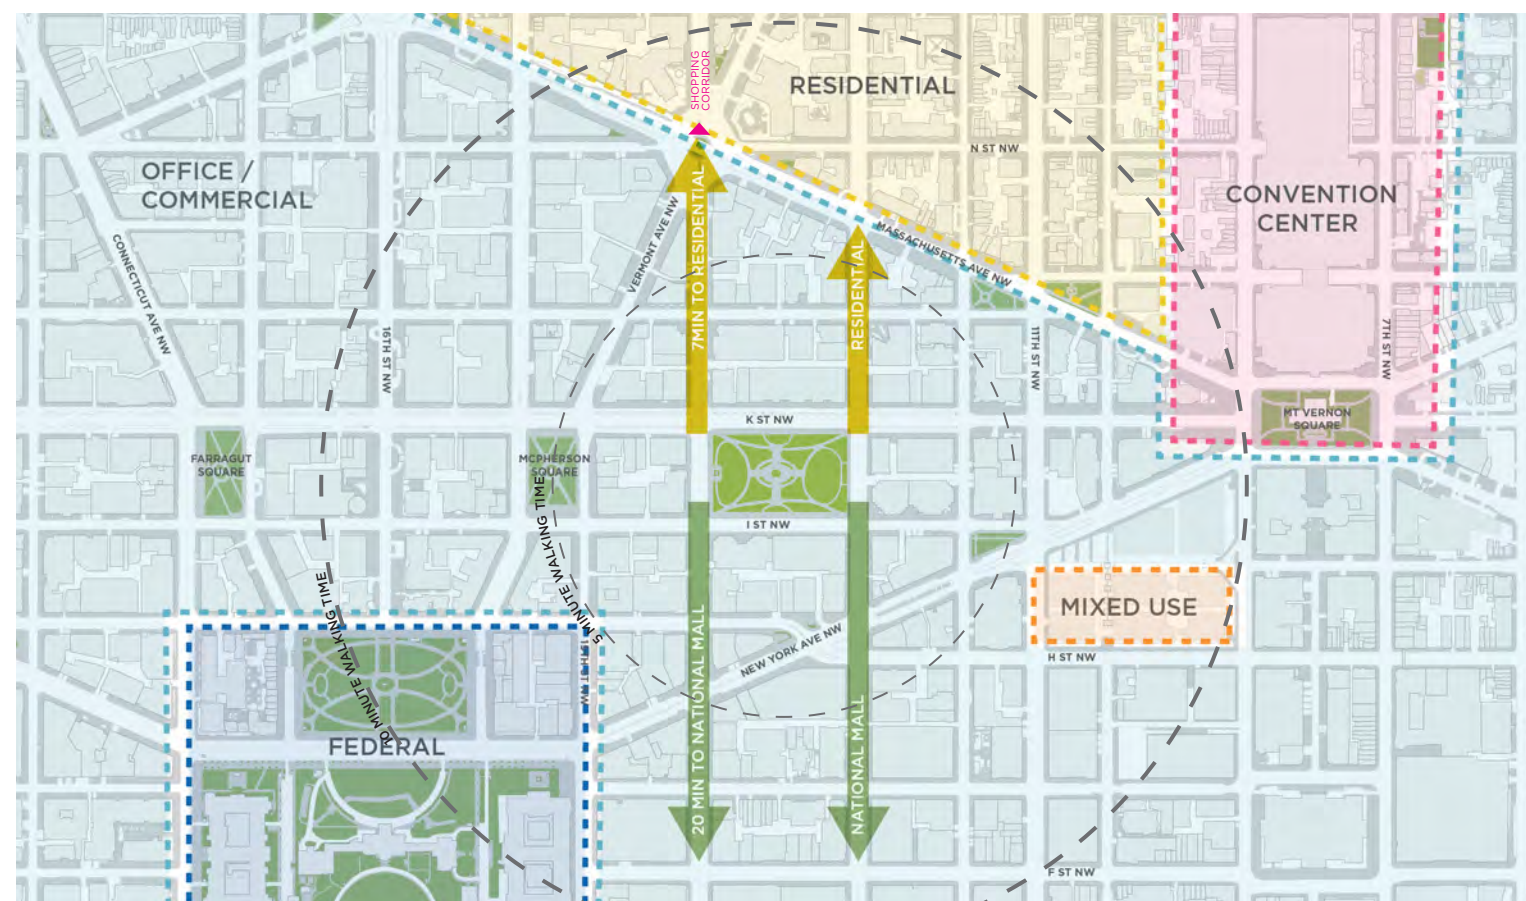 SHOPPING
CORRIDOR
RESIDENTIAL
N ST NW
OFFICE /
COMMERCIAL
CONVENTION
CENTER
CONNECTICUT AVE NW
VERMONT AVE NW
7MIN TO RESIDENTIAL
RESIDENTIAL
MASSACHUSETTS AVE NW
16TH ST NW
11TH ST NW
7TH ST NW
K ST NW
MT VERNON
SQUARE
FARRAGUT
SQUARE
MCPHERSON
SQUARE
I ST NW
10 MINUTE WALKING TIME
5 MINUTE WALKING TIME
MIXED USE
NEW YORK AVE NW
H ST NW
15TH ST NW
20 MIN TO NATIONAL MALL
NATIONAL MALL
FEDERAL
F ST NW